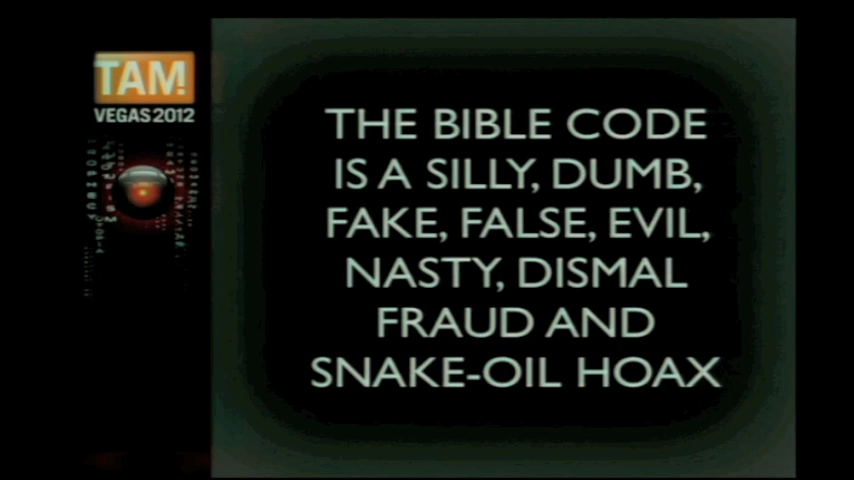 TAM!
VEGAS 2012
THE BIBLE CODE
IS A SILLY, DUMB,
FAKE, FALSE, EVIL,
NASTY, DISMAL
FRAUD AND
SNAKE-OIL HOAX